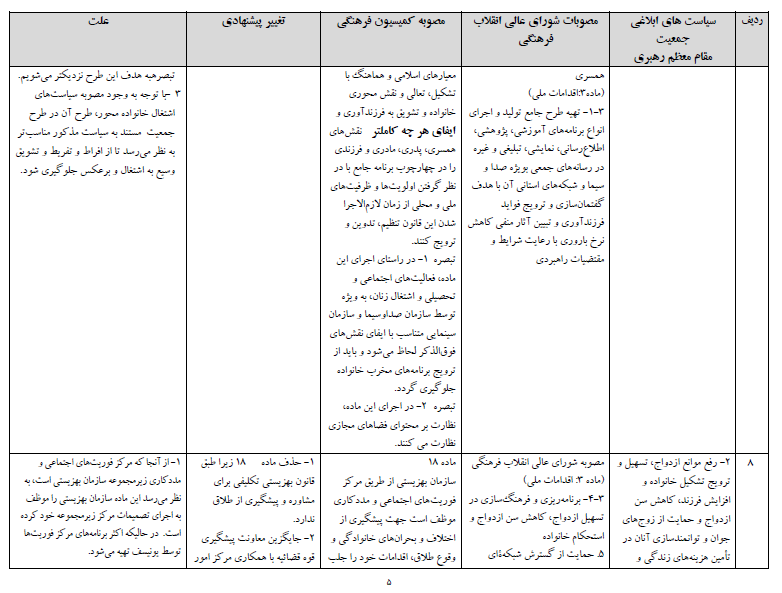 ردیف
سیاست های ابلاغی
جمعیت
مقام معظم رهبری
مصوبات شورای عالی انقلاب
فرهنگی
مصوبه کمیسیون فرهنگی
تغییر پیشنهادی
علت
همسری
(ماده۳:اقدامات ملی)
۳-۱- تهیه طرح جامع تولید و اجرای
انواع برنامه‌های آموزشی، پژوهشی،
اطلاع‌رسانی، نمایشی، تبلیغی و غیره
در رسانه‌های جمعی بویژه صدا و
سیما و شبکه‌های استانی آن با هدف
گفتمان‌سازی و ترویج فواید
فرزندآوری و تبیین آثار منفی کاهش
نرخ باروری با رعایت شرایط و
مقتضیات راهبردی
معیارهای اسلامی و هماهنگ با
تشکیل، تعالی و نقش محوری
خانواده و تشویق به فرزندآوری و
ایفای هر چه کاملتر نقش‌های
همسری، پدری، مادری و فرزندی
را در چهارچوب برنامه جامع با در
نظر گرفتن اولویت‌ها و ظرفیت‌های
ملی و محلی از زمان لازم‌الاجرا
شدن این قانون تنظیم، تدوین و
ترویج کنند.
تبصره ۱- در راستای اجرای این
ماده، فعالیت‌های اجتماعی و
تحصیلی و اشتغال زنان، به ویژه
توسط سازمان صداوسیما و سازمان
سینمایی متناسب با ایفای نقش‌های
فوق‌الذکر لحاظ می‌شود و باید از
ترویج برنامه‌های مخرب خانواده
جلوگیری گردد.
تبصره ۲- در اجرای این ماده،
نظارت بر محتوای فضاهای مجازی
نظارت می کنند.
تبصرهبه هدف این طرح نزدیکتر می‌شویم.
۳ -با توجه به وجود مصوبه سیاست‌های
اشتغال خانواده محور، طرح آن در طرح
جمعیت مستند به سیاست مذکور مناسب‌تر
به نظر می‌رسد تا از افراط و تفریط و تشویق
وسیع به اشتغال و برعکس جلوگیری شود.
۸
۲- رفع موانع ازدواج، تسهیل و
ترویج تشکیل خانواده و
افزایش فرزند، کاهش سن
ازدواج و حمایت از زوج‌های
جوان و توانمندسازی آنان در
تأمین هزینه‌های زندگی و
مصوبه شورای عالی انقلاب فرهنگی
(ماده ۳: اقدامات ملی)
۳-۴- برنامه‌ریزی و فرهنگ‌سازی در
تسهیل ازدواج، کاهش سن ازدواج و
استحکام خانواده
۵. حمایت از گسترش شبکه‌ٔای
ماده ۱۸
سازمان بهزیستی از طریق مرکز
فوریت‌های اجتماعی و مددکاری
موظف است جهت پیشگیری از
اختلاف و بحران‌های خانوادگی و
وقوع طلاق، اقدامات خود را جلب
۱- حذف ماده ۱۸ زیرا طبق
قانون بهزیستی تکلیفی برای
مشاوره و پیشگیری از طلاق
ندارد.
۲- جایگزین معاونت پیشگیری
قوه قضائیه با همکاری مرکز امور
۱- از آنجا که مرکز فوریت‌های اجتماعی و
مددکاری زیرمجموعه سازمان بهزیستی است، به
نظر می‌رسد این ماده سازمان بهزیستی را موظف
به اجرای تصمیمات مرکز زیرمجموعه خود کرده
است. در حالیکه اکثر برنامه‌های مرکز فوریت‌ها
توسط یونیسف تهیه می‌شود.
۵